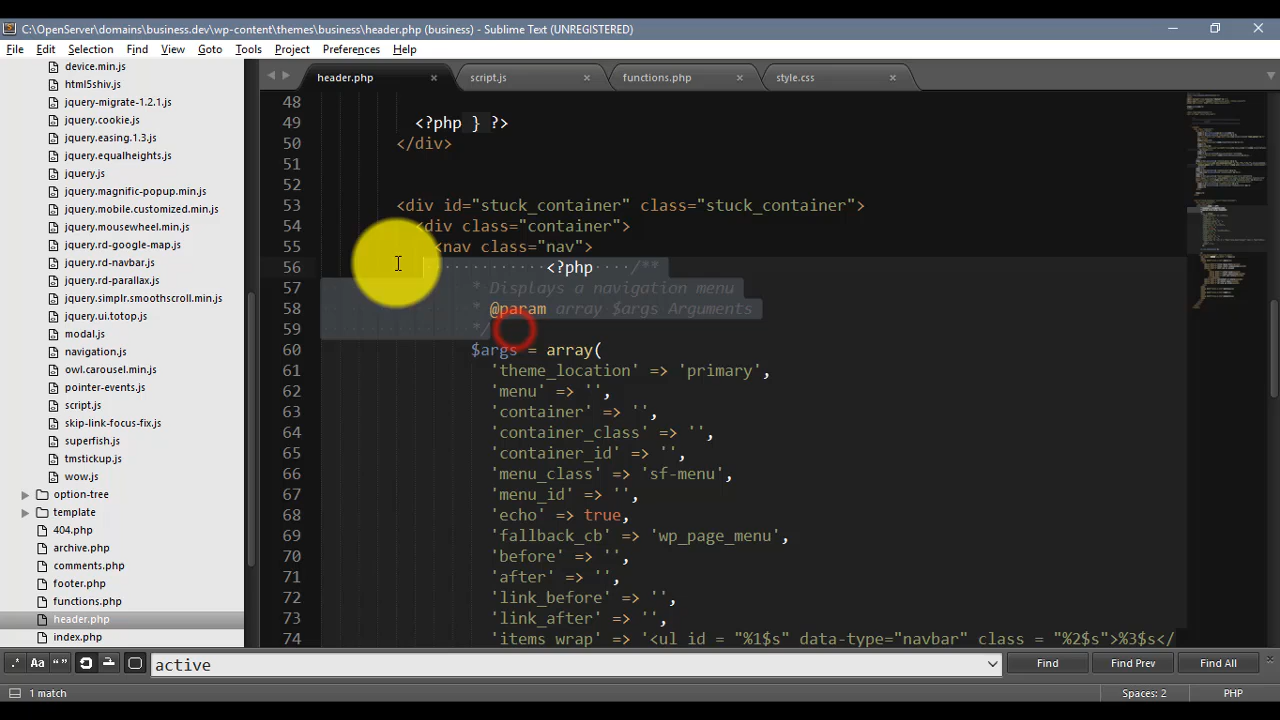 C:\OpenServer\domains\business.dev\wp-content\themes\business\header.php (business) - Sublime Text (UNREGISTERED)
File Edit Selection Find View Goto Tools Project Preferences Help
device.min.js
html5shiv.js
jquery-migrate-1.2.1.js
jquery.cookie.js
jquery.easing.1.3.js
jquery.equalheights.js
jquery.js
jquery.magnific-popup.min.js
jquery.mobile.customized.min.js
jquery.mousewheel.min.js
jquery.rd-google-map.js
jquery.rd-navbar.js
jquery.rd-parallax.js
jquery.simplr.smoothscroll.min.js
jquery.ui.totop.js
modal.js
navigation.js
owl.carousel.min.js
pointer-events.js
script.js
skip-link-focus-fix.js
superfish.js
tmstickup.js
wow.js
option-tree
template
404.php
archive.php
comments.php
footer.php
functions.php
header.php
index.php
header.php × script.js × functions.php × style.css ×
48
49 <?php } ?>
50 </div>
51
52
53 <div id="stuck_container" class="stuck_container">
54 <div class="container">
55 <nav class="nav">
56 <?php /**
57 * Displays a navigation menu
58 * @param array $args Arguments
59 */
60 $args = array(
61 'theme_location' => 'primary',
62 'menu' => '',
63 'container' => '',
64 'container_class' => '',
65 'container_id' => '',
66 'menu_class' => 'sf-menu',
67 'menu_id' => '',
68 'echo' => true,
69 'fallback_cb' => 'wp_page_menu',
70 'before' => '',
71 'after' => '',
72 'link_before' => '',
73 'link_after' => '',
74 'items_wrap' => '<ul id = "%1$s" data-type="navbar" class = "%2$s">%3$s</
.* Aa “” active Find Find Prev Find All
1 match Spaces: 2 PHP